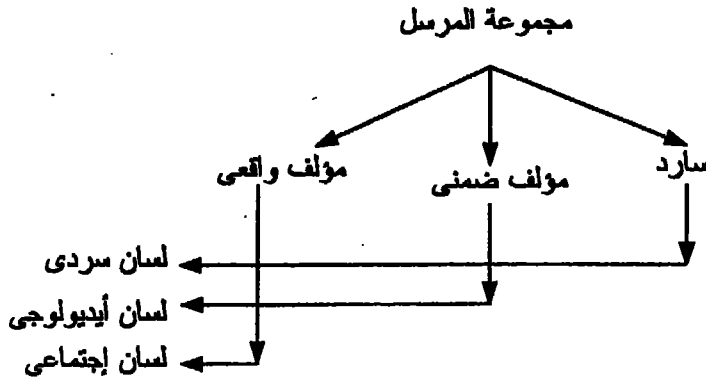 مجموعة المرسل
سارد
مؤلف ضمنى
مؤلف واقعى
لسان سردى
لسان أيديولوجى
لسان إجتماعى